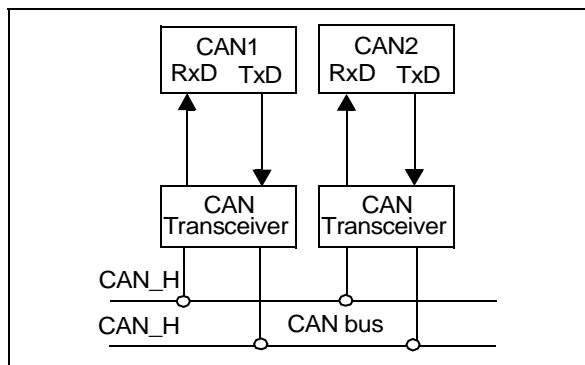 CAN1 CAN2
RxD TxD RxD TxD
CAN CAN
Transceiver Transceiver
CAN_H
CAN_H CAN bus